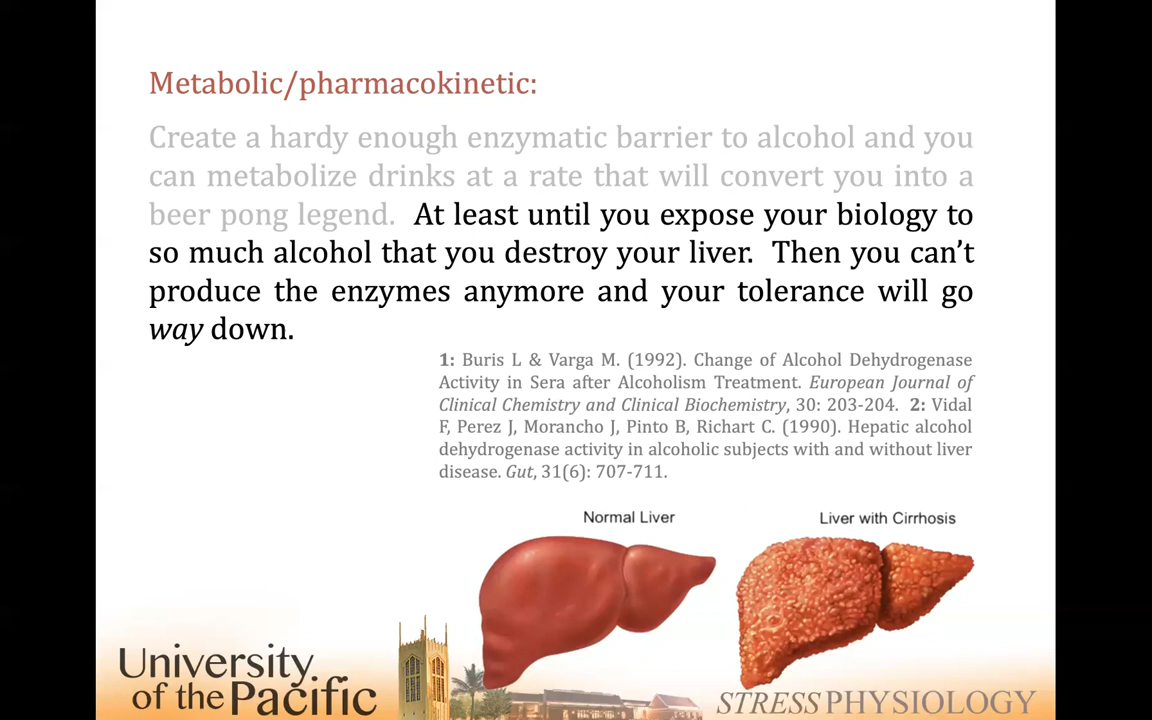 Metabolic/pharmacokinetic:
Create a hardy enough enzymatic barrier to alcohol and you
can metabolize drinks at a rate that will convert you into a
beer pong legend. At least until you expose your biology to
so much alcohol that you destroy your liver. Then you can’t
produce the enzymes anymore and your tolerance will go
way down.
1: Buris L & Varga M. (1992). Change of Alcohol Dehydrogenase
Activity in Sera after Alcoholism Treatment. European Journal of
Clinical Chemistry and Clinical Biochemistry, 30: 203-204. 2: Vidal
F, Perez J, Morancho J, Pinto B, Richart C. (1990). Hepatic alcohol
dehydrogenase activity in alcoholic subjects with and without liver
disease. Gut, 31(6): 707-711.
Normal Liver
Liver with Cirrhosis
University
of the Pacific
STRESS PHYSIOLOGY